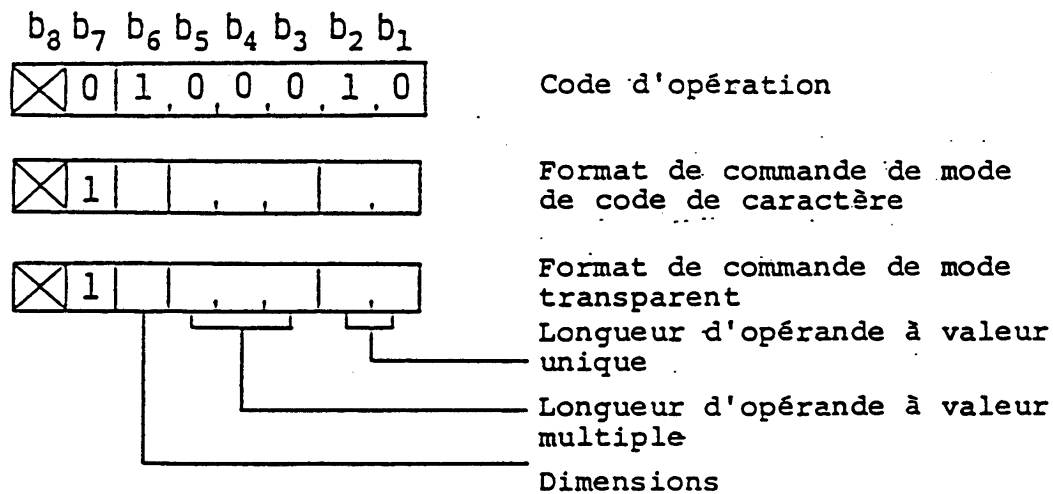 b8 b7 b6 b5 b4 b3 b2 b1
0 1 0 0 0 1 0 Code d'opération
1 Format de commande de mode
de code de caractère
1 Format de commande de mode
transparent
Longueur d'opérande à valeur
unique
Longueur d'opérande à valeur
multiple
Dimensions